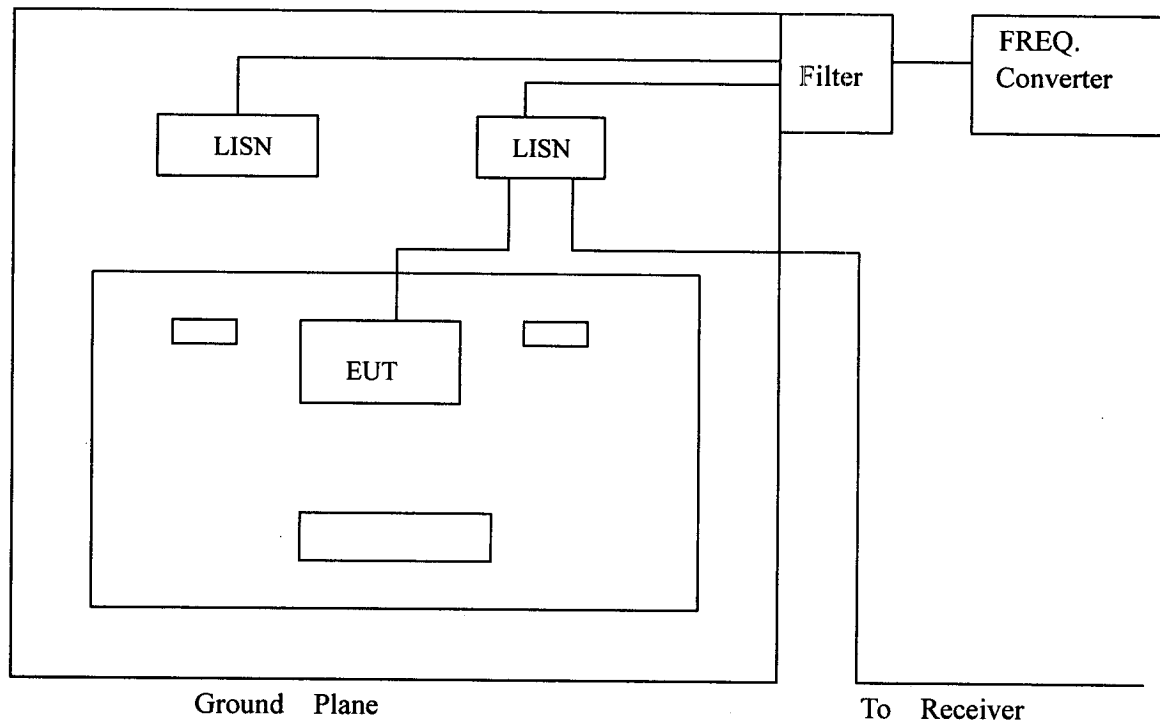 FREQ.
Converter
Filter
LISN
LISN
EUT
Ground Plane
To Receiver